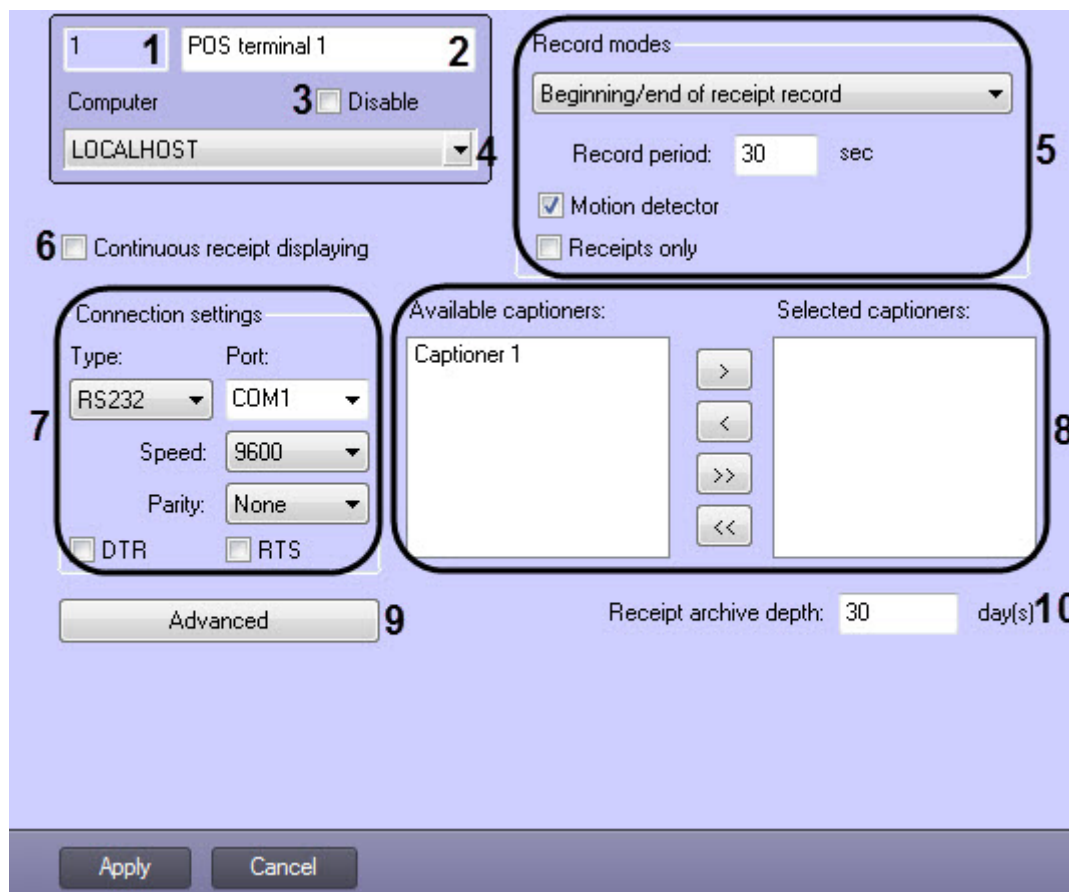 1 1 POS terminal 1 2
Computer 3 Disable
LOCALHOST 4
Record modes
Beginning/end of receipt record
Record period: 30 sec 5
Motion detector
Receipts only
6 Continuous receipt displaying
Connection settings
Type: Port:
RS232 COM1
7
Speed: 9600
Parity: None
DTR RTS
Available captioners: Selected captioners:
Captioner 1
>
<
8
>>
<<
Advanced 9
Receipt archive depth: 30 day(s) 10
Apply Cancel